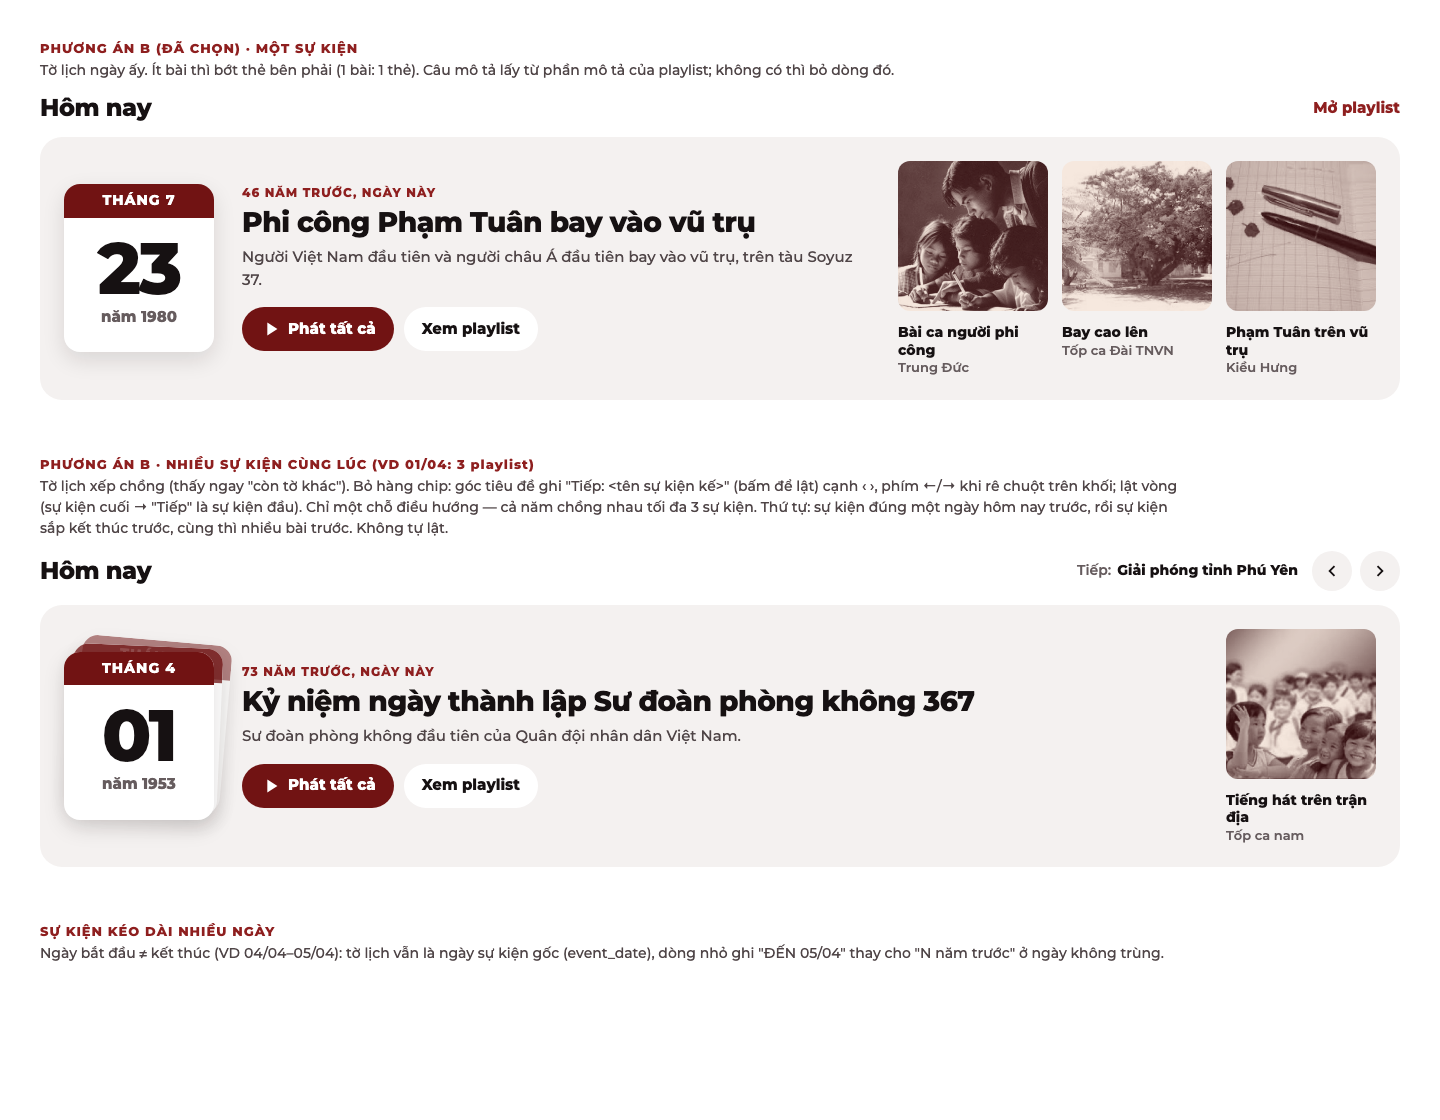 PHƯƠNG ÁN B (ĐÃ CHỌN) · MỘT SỰ KIỆN
Tờ lịch ngày ấy. Ít bài thì bớt thẻ bên phải (1 bài: 1 thẻ). Câu mô tả lấy từ phần mô tả của playlist; không có thì bỏ dòng đó.
Hôm nay
Mở playlist
THÁNG 7
23
năm 1980
46 NĂM TRƯỚC, NGÀY NÀY
Phi công Phạm Tuân bay vào vũ trụ
Người Việt Nam đầu tiên và người châu Á đầu tiên bay vào vũ trụ, trên tàu Soyuz
37.
Phát tất cả
Xem playlist
Bài ca người phi
công
Trung Đức
Bay cao lên
Tốp ca Đài TNVN
Phạm Tuân trên vũ
trụ
Kiều Hưng
PHƯƠNG ÁN B · NHIỀU SỰ KIỆN CÙNG LÚC (VD 01/04: 3 playlist)
Tờ lịch xếp chồng (thấy ngay "còn tờ khác"). Bỏ hàng chip: góc tiêu đề ghi "Tiếp: <tên sự kiện kế>" (bấm để lật) cạnh ‹ ›, phím ←/→ khi rê chuột trên khối; lật vòng
(sự kiện cuối → "Tiếp" là sự kiện đầu). Chỉ một chỗ điều hướng — cả năm chồng nhau tối đa 3 sự kiện. Thứ tự: sự kiện đúng một ngày hôm nay trước, rồi sự kiện
sắp kết thúc trước, cùng thì nhiều bài trước. Không tự lật.
Hôm nay
Tiếp: Giải phóng tỉnh Phú Yên
THÁNG 4
01
năm 1953
73 NĂM TRƯỚC, NGÀY NÀY
Kỷ niệm ngày thành lập Sư đoàn phòng không 367
Sư đoàn phòng không đầu tiên của Quân đội nhân dân Việt Nam.
Phát tất cả
Xem playlist
Tiếng hát trên trận
địa
Tốp ca nam
SỰ KIỆN KÉO DÀI NHIỀU NGÀY
Ngày bắt đầu ≠ kết thúc (VD 04/04–05/04): tờ lịch vẫn là ngày sự kiện gốc (event_date), dòng nhỏ ghi "ĐẾN 05/04" thay cho "N năm trước" ở ngày không trùng.